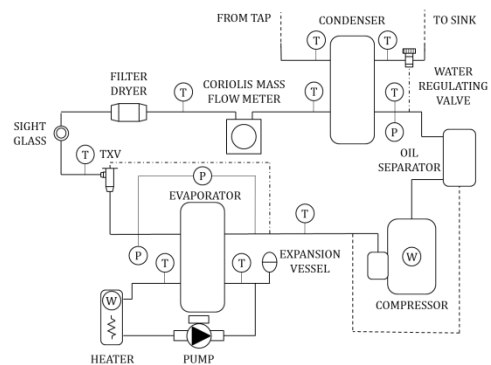 FROM TAP
CONDENSER
TO SINK
T
T
FILTER
DRYER
CORIOLIS MASS
FLOW METER
WATER
REGULATING
VALVE
T
T
T
P
SIGHT
GLASS
T
TXV
OIL
SEPARATOR
P
EVAPORATOR
T
P
T
T
EXPANSION
VESSEL
W
COMPRESSOR
W
HEATER
PUMP